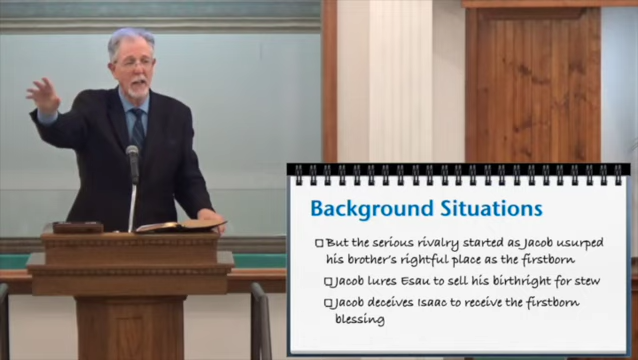 Background Situations
But the serious rivalry started as Jacob usurped
his brother's rightful place as the firstborn
Jacob lures Esau to sell his birthright for stew
Jacob deceives Isaac to receive the firstborn
blessing